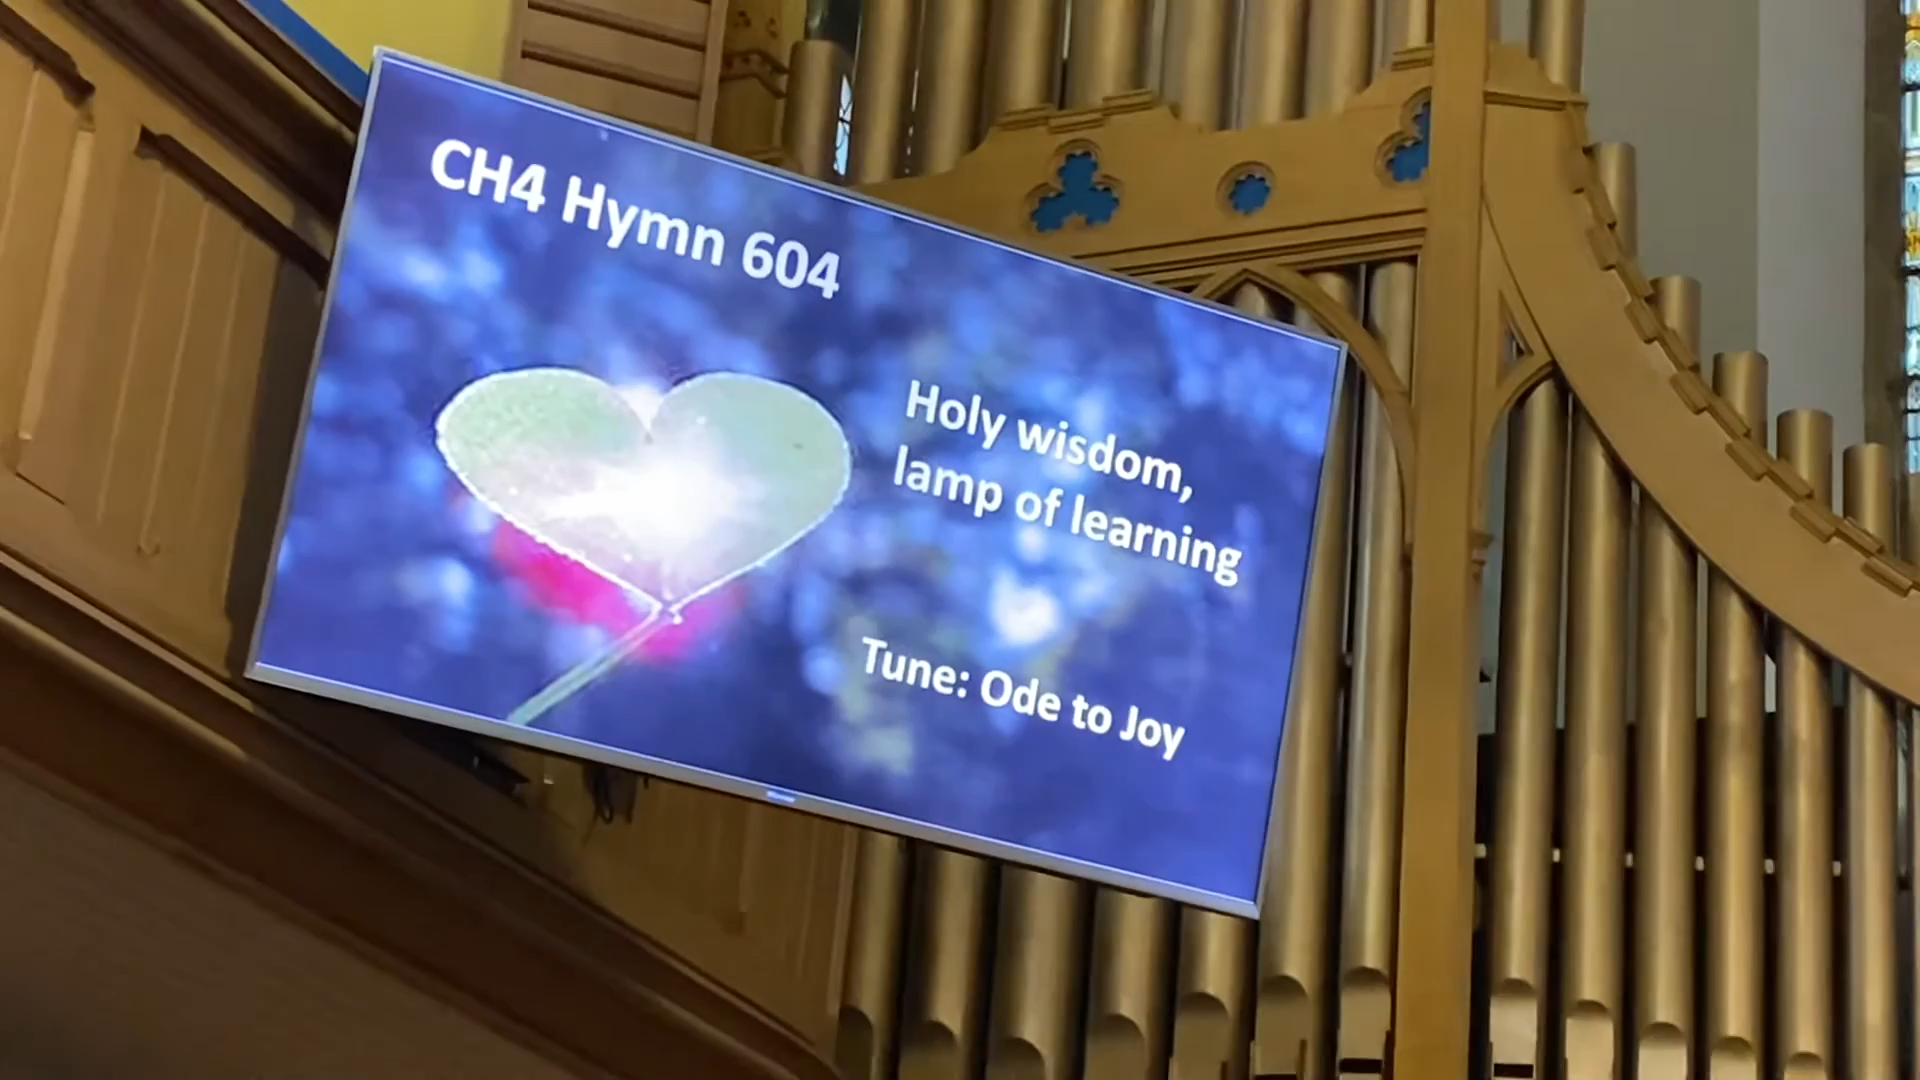 CH4 Hymn 604
Holy wisdom,
lamp of learning
Tune: Ode to Joy